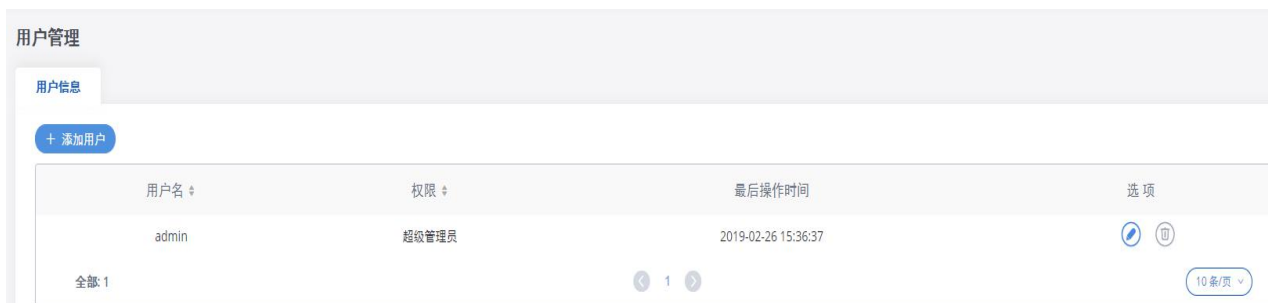 用户管理
用户信息
+ 添加用户
用户名 权限 最后操作时间 选项
admin 超级管理员 2019-02-26 15:36:37
全部: 1 1 10 条/页